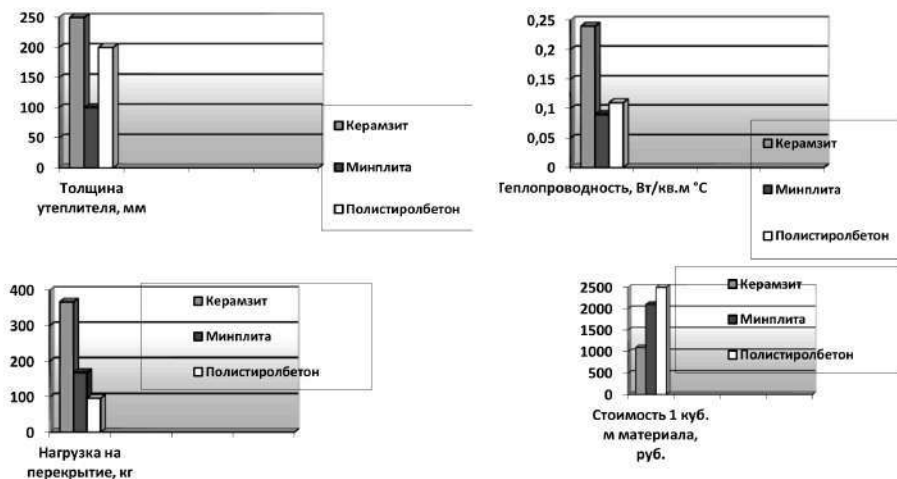 250
200
150
100
50
0
Толщина
утеплителя, мм
Керамзит
Минплита
Полистиролбетон
0,25
0,2
0,15
0,1
0,05
0
Теплопроводность, Вт/кв.м °С
Керамзит
Минплита
Полистиролбетон
400
300
200
100
0
Нагрузка на
перекрытие, кг
Керамзит
Минплита
Полистиролбетон
2500
2000
1500
1000
500
0
Стоимость 1 куб.
м материала,
руб.
Керамзит
Минплита
Полистиролбетон